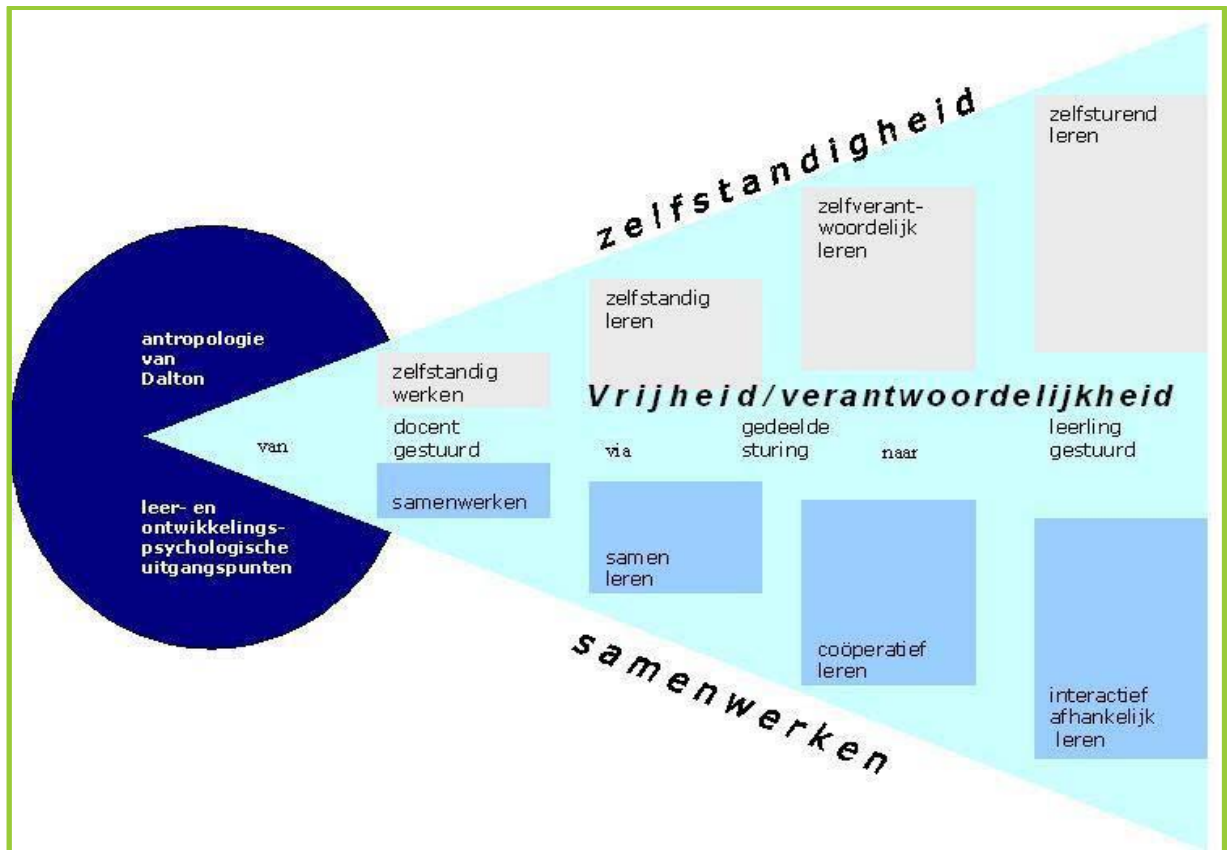 zelfstandigheid
zelfsturend
leren
zelfverant-
woordelijk
leren
zelfstandig
leren
zelfstandig
werken
antropologie
van
Dalton
Vrijheid/verantwoordelijkheid
van
docent
gestuurd
via
gedeelde
sturing
naar
leerling
gestuurd
leer- en
ontwikkelings-
psychologische
uitgangspunten
samenwerken
samen
leren
coöperatief
leren
interactief
afhankelijk
leren
samenwerken